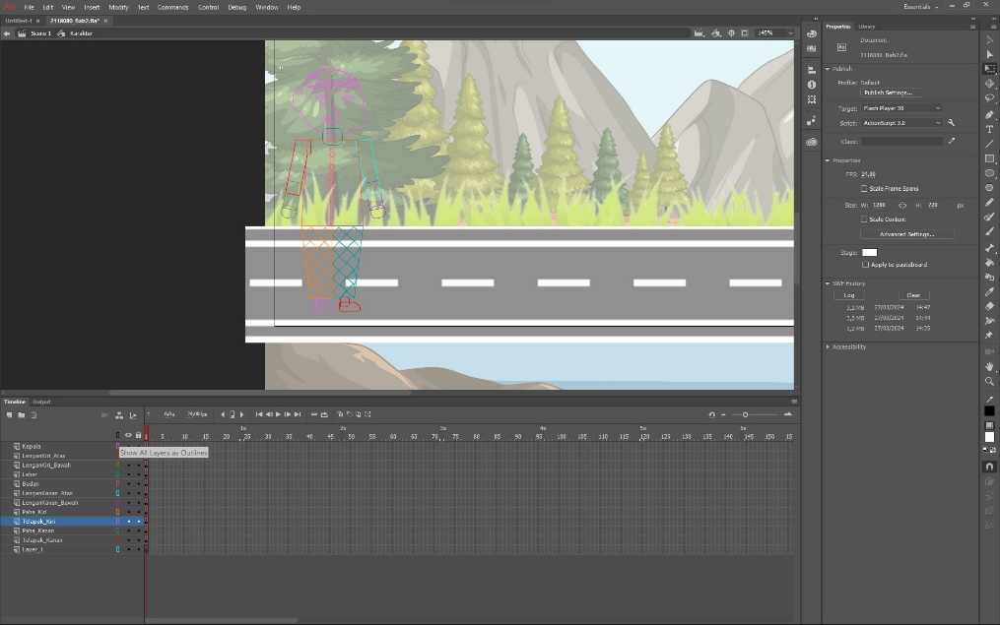 An File Edit View Insert Modify Text Commands Control Debug Window Help Essentials
Untitled-1 × 2118080_Bab2.fla* ×
Scene 1 Karakter 145%
Properties Library
Document
2118080_Bab2.fla
Publish
Profile: Default
Publish Settings...
Target: Flash Player 30
Script: ActionScript 3.0
Class:
Properties
FPS: 24,00
Scale Frame Spans
Size: W: 1280 H: 720 px
Scale Content
Advanced Settings...
Stage:
Apply to pasteboard
SWF History
Log Clear
3,2 MB 27/03/2024 14:47
3,2 MB 27/03/2024 14:44
3,2 MB 27/03/2024 14:35
Accessibility
Timeline Output
1 0,0s 24,00fps
1s 2s 3s 4s 5s 6s
1 5 10 15 20 25 30 35 40 45 50 55 60 65 70 75 80 85 90 95 100 105 110 115 120 125 130 135 140 145 150 15
Kepala
Show All Layers as Outlines
LenganKiri_Atas
LenganKiri_Bawah
Leher
Badan
LenganKanan_Atas
LenganKanan_Bawah
Paha_Kiri
Telapak_Kiri
Paha_Kanan
Telapak_Kanan
Layer_1